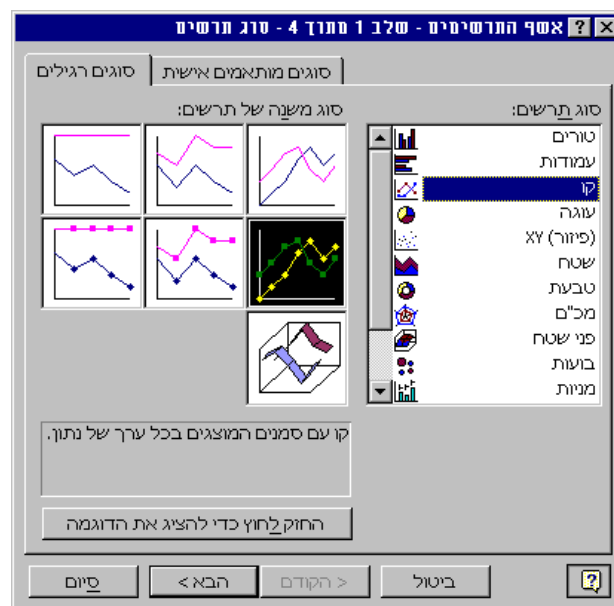 אשף התרשימים - שלב 1 מתוך 4 - סוג תרשים
סוגים רגילים
סוגים מותאמים אישית
סוג תרשים:
טורים
עמודות
קו
עוגה
(פיזור) XY
שטח
טבעת
מכ"ם
פני שטח
בועות
מניות
סוג משנה של תרשים:
קו עם סמנים המוצגים בכל ערך של נתון.
החזק לחוץ כדי להציג את הדוגמה
ביטול
< הקודם
הבא >
סיום